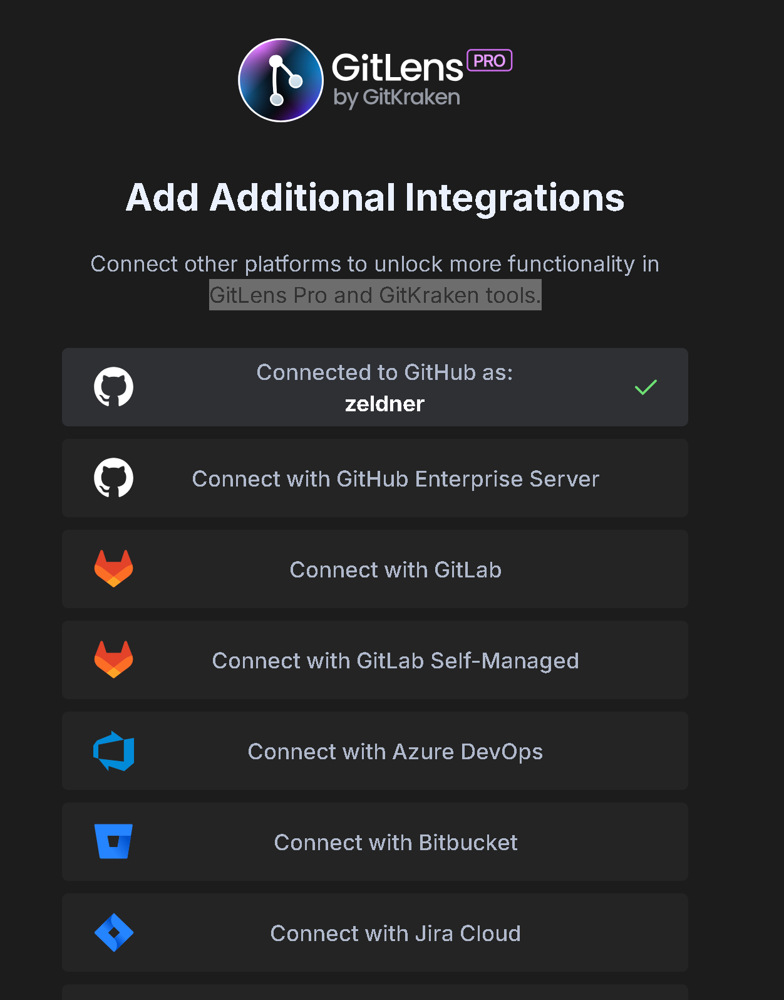 GitLens PRO
by GitKraken
Add Additional Integrations
Connect other platforms to unlock more functionality in
GitLens Pro and GitKraken tools.
Connected to GitHub as:
zeldner
Connect with GitHub Enterprise Server
Connect with GitLab
Connect with GitLab Self-Managed
Connect with Azure DevOps
Connect with Bitbucket
Connect with Jira Cloud